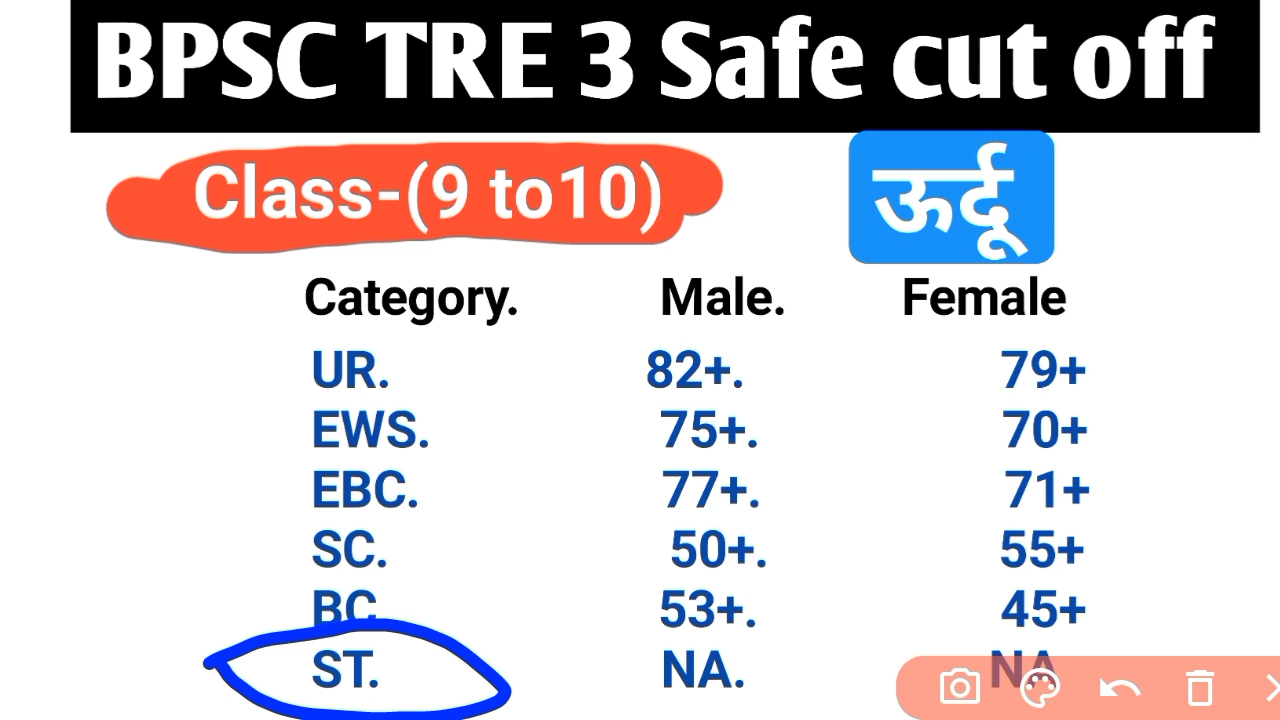 BPSC TRE 3 Safe cut off
Class-(9 to10) ऊर्दू
Category. Male. Female
UR. 82+. 79+
EWS. 75+. 70+
EBC. 77+. 71+
SC. 50+. 55+
BC 53+. 45+
ST. NA. NA